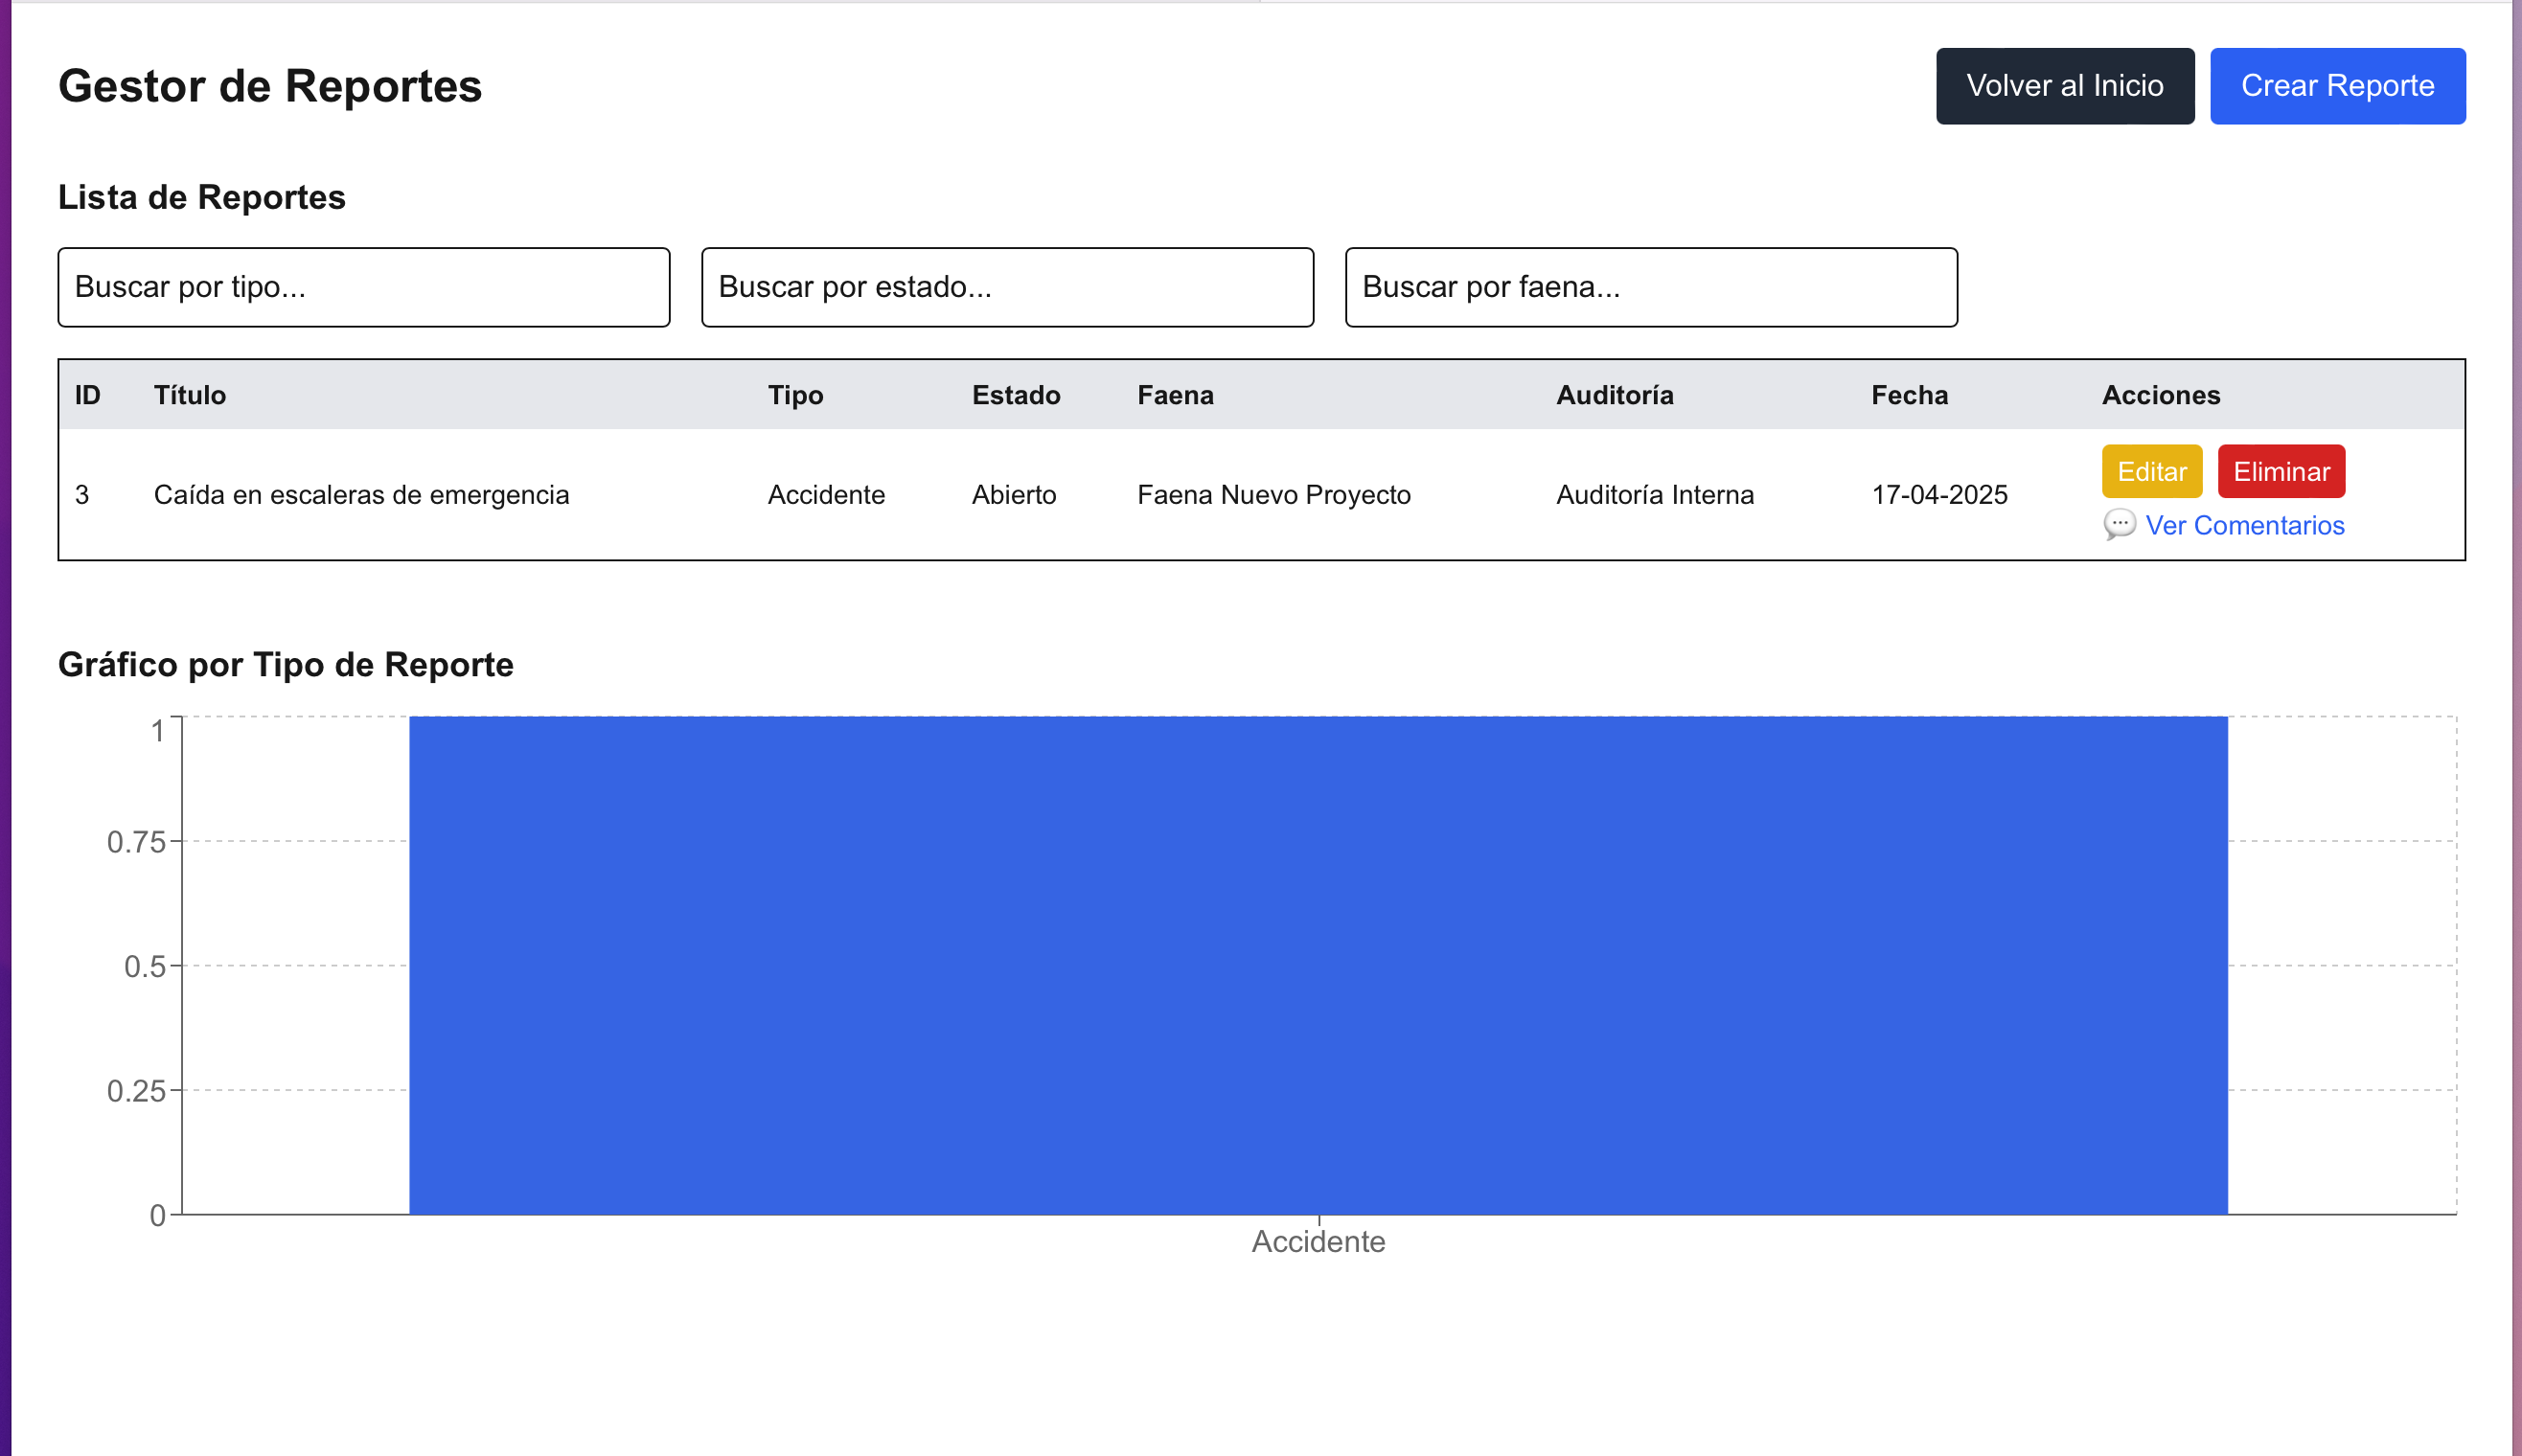 Gestor de Reportes
Volver al Inicio
Crear Reporte
Lista de Reportes
Buscar por tipo...
Buscar por estado...
Buscar por faena...
ID Título Tipo Estado Faena Auditoría Fecha Acciones
3 Caída en escaleras de emergencia Accidente Abierto Faena Nuevo Proyecto Auditoría Interna 17-04-2025 Editar Eliminar
Ver Comentarios
Gráfico por Tipo de Reporte
1
0.75
0.5
0.25
0
Accidente